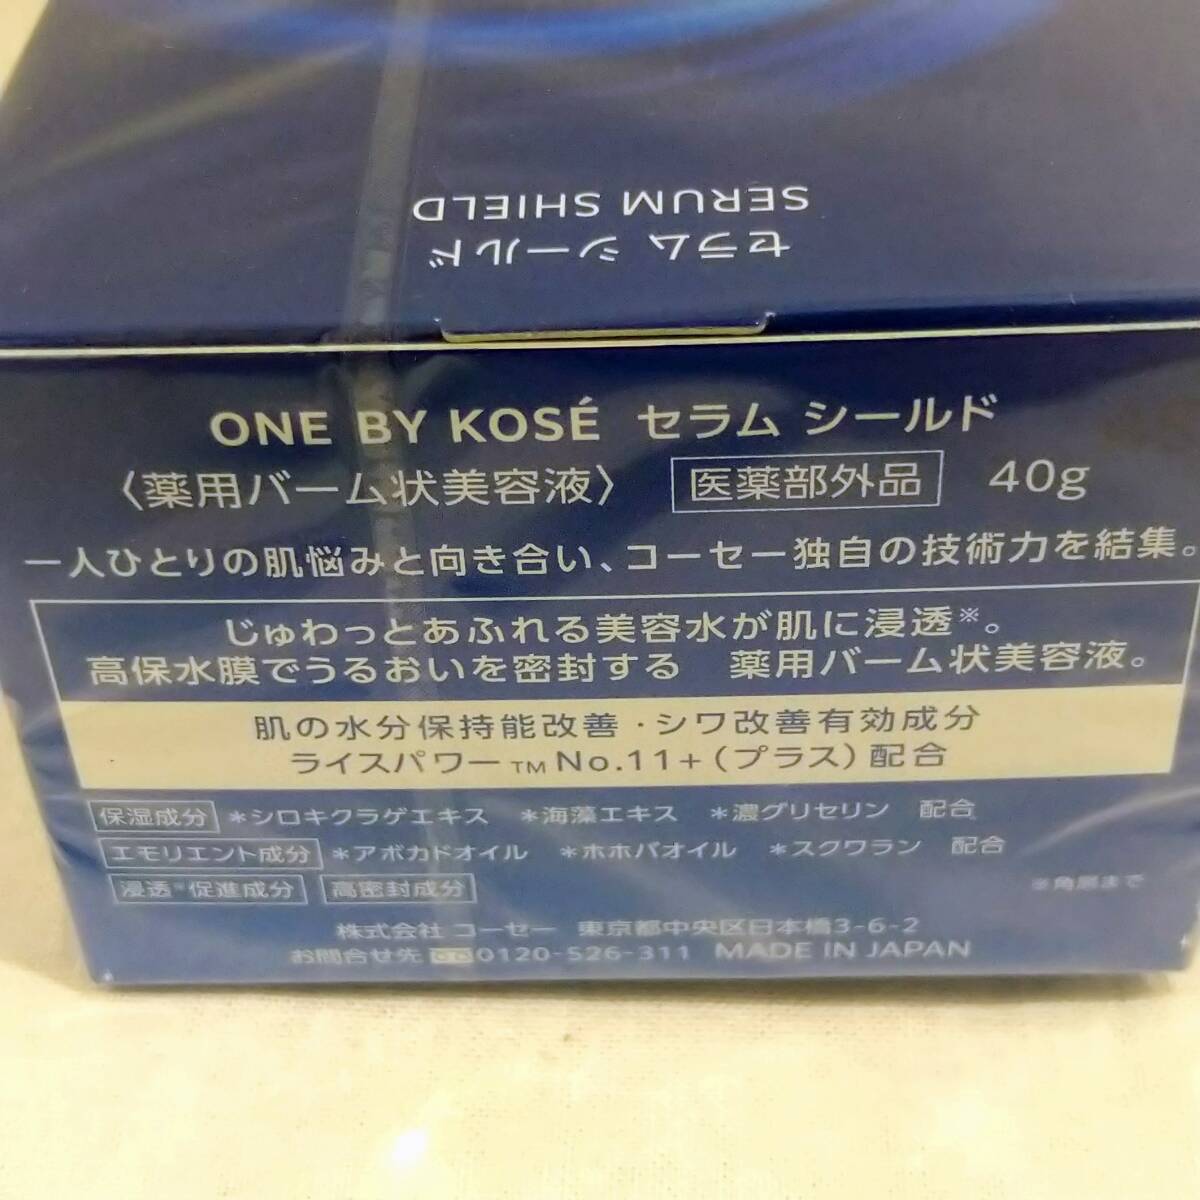 SERUM SHIELD
セラム シールド
ONE BY KOSÉ セラム シールド
〈薬用バーム状美容液〉 医薬部外品 40g
一人ひとりの肌悩みと向き合い、コーセー独自の技術力を結集。
じゅわっとあふれる美容水が肌に浸透※。
高保水膜でうるおいを密封する 薬用バーム状美容液。
肌の水分保持能改善・シワ改善有効成分
ライスパワー™ No.11+(プラス)配合
保湿成分 *シロキクラゲエキス *海藻エキス *濃グリセリン 配合
エモリエント成分 *アボカドオイル *ホホバオイル *スクワラン 配合
浸透※促進成分 高密封成分 ※角層まで
株式会社 コーセー 東京都中央区日本橋3-6-2
お問合せ先 0120-526-311 MADE IN JAPAN